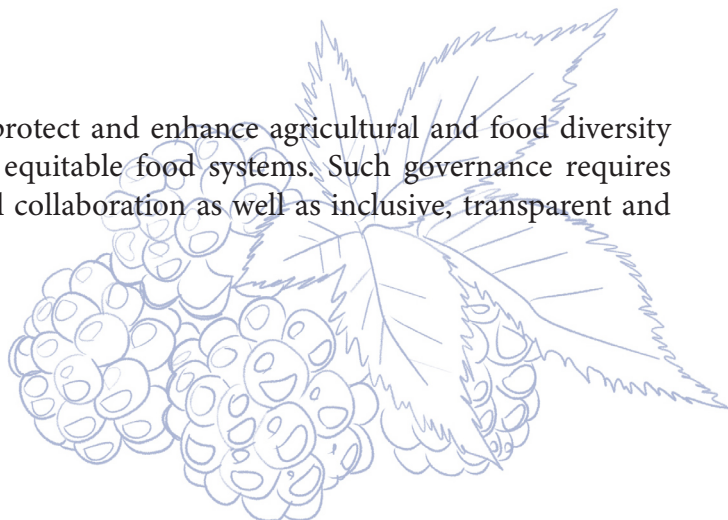 protect and enhance agricultural and food diversity
equitable food systems. Such governance requires
collaboration as well as inclusive, transparent and